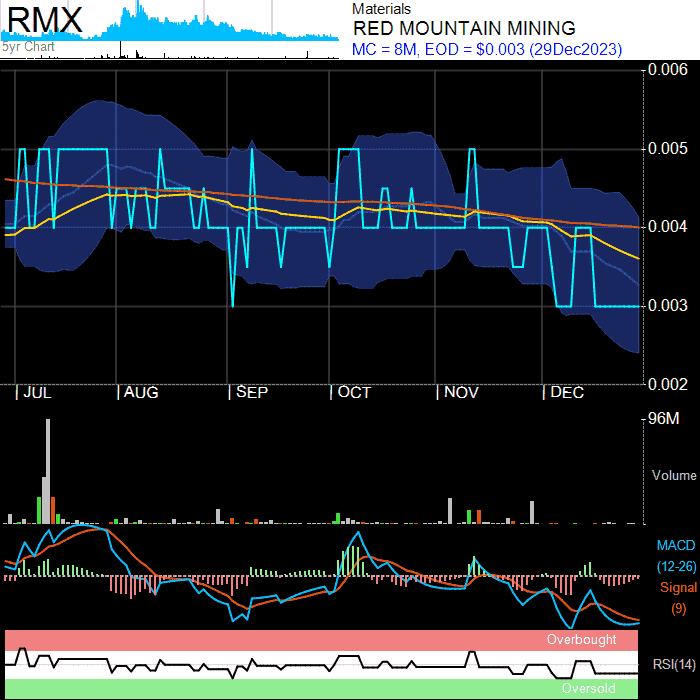 RMX
5yr Chart
Materials
RED MOUNTAIN MINING
MC = 8M, EOD = $0.003 (29Dec2023)
0.006
0.005
0.004
0.003
0.002
JUL AUG SEP OCT NOV DEC
96M
Volume
MACD
(12-26)
Signal
(9)
Overbought
RSI(14)
Oversold